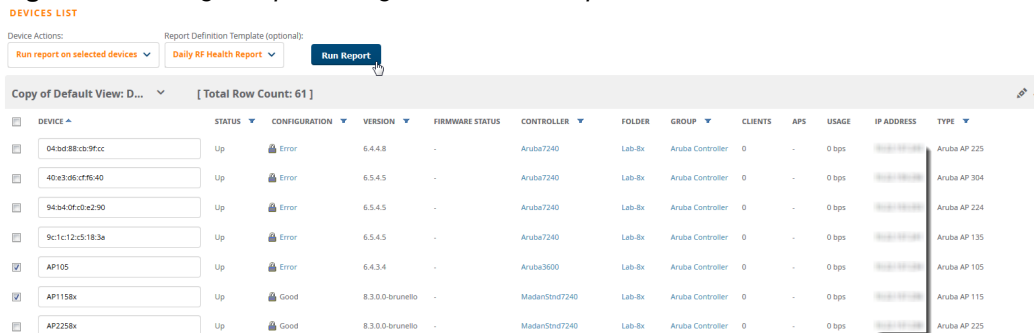 DEVICES LIST
Device Actions: Report Definition Template (optional):
Run report on selected devices Daily RF Health Report Run Report
Copy of Default View: D... [ Total Row Count: 61 ]
DEVICE STATUS CONFIGURATION VERSION FIRMWARE STATUS CONTROLLER FOLDER GROUP CLIENTS APS USAGE IP ADDRESS TYPE
04:bd:88:cb:9f:cc Up Error 6.4.4.8 - Aruba7240 Lab-8x Aruba Controller 0 - 0 bps Aruba AP 225
40:e3:d6:cf:f6:40 Up Error 6.5.4.5 - Aruba7240 Lab-8x Aruba Controller 0 - 0 bps Aruba AP 304
94:b4:0f:c0:e2:90 Up Error 6.5.4.5 - Aruba7240 Lab-8x Aruba Controller 0 - 0 bps Aruba AP 224
9c:1c:12:c5:18:3a Up Error 6.5.4.5 - Aruba7240 Lab-8x Aruba Controller 0 - 0 bps Aruba AP 135
AP105 Up Error 6.4.3.4 - Aruba3600 Lab-8x Aruba Controller 0 - 0 bps Aruba AP 105
AP1158x Up Good 8.3.0.0-brunello - MadanStnd7240 Lab-8x Aruba Controller 0 - 0 bps Aruba AP 115
AP2258x Up Good 8.3.0.0-brunello - MadanStnd7240 Lab-8x Aruba Controller 0 - 0 bps Aruba AP 225